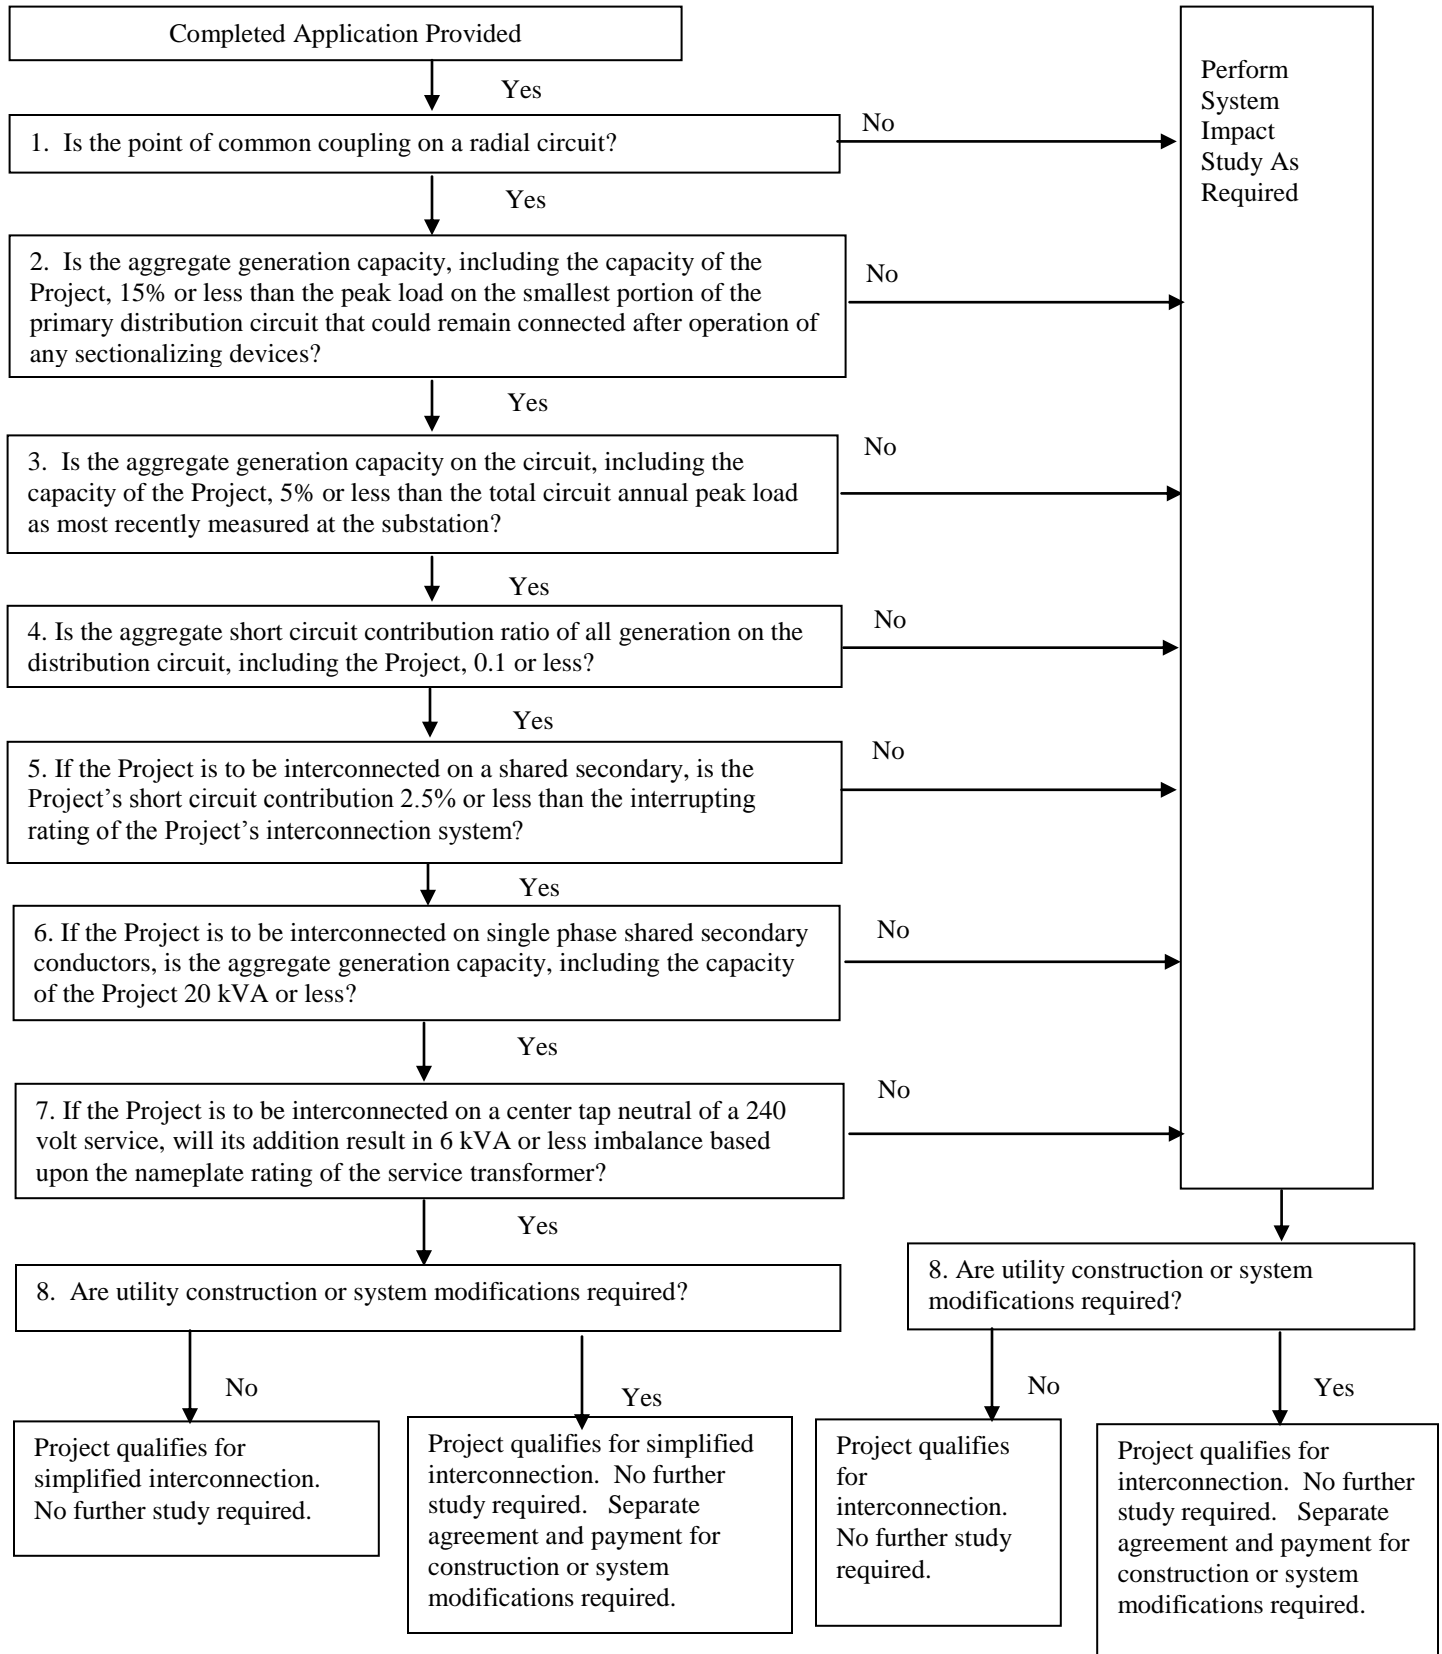 Completed Application Provided
Yes
1. Is the point of common coupling on a radial circuit?
No
Perform
System
Impact
Study As
Required
Yes
2. Is the aggregate generation capacity, including the capacity of the
Project, 15% or less than the peak load on the smallest portion of the
primary distribution circuit that could remain connected after operation of
any sectionalizing devices?
No
Yes
3. Is the aggregate generation capacity on the circuit, including the
capacity of the Project, 5% or less than the total circuit annual peak load
as most recently measured at the substation?
No
Yes
4. Is the aggregate short circuit contribution ratio of all generation on the
distribution circuit, including the Project, 0.1 or less?
No
Yes
5. If the Project is to be interconnected on a shared secondary, is the
Project’s short circuit contribution 2.5% or less than the interrupting
rating of the Project’s interconnection system?
No
Yes
6. If the Project is to be interconnected on single phase shared secondary
conductors, is the aggregate generation capacity, including the capacity
of the Project 20 kVA or less?
No
Yes
7. If the Project is to be interconnected on a center tap neutral of a 240
volt service, will its addition result in 6 kVA or less imbalance based
upon the nameplate rating of the service transformer?
No
Yes
8. Are utility construction or system modifications required?
8. Are utility construction or system
modifications required?
No
Yes
No
Yes
Project qualifies for
simplified interconnection.
No further study required.
Project qualifies for simplified
interconnection. No further
study required. Separate
agreement and payment for
construction or system
modifications required.
Project qualifies
for
interconnection.
No further study
required.
Project qualifies for
interconnection. No further
study required. Separate
agreement and payment for
construction or system
modifications required.